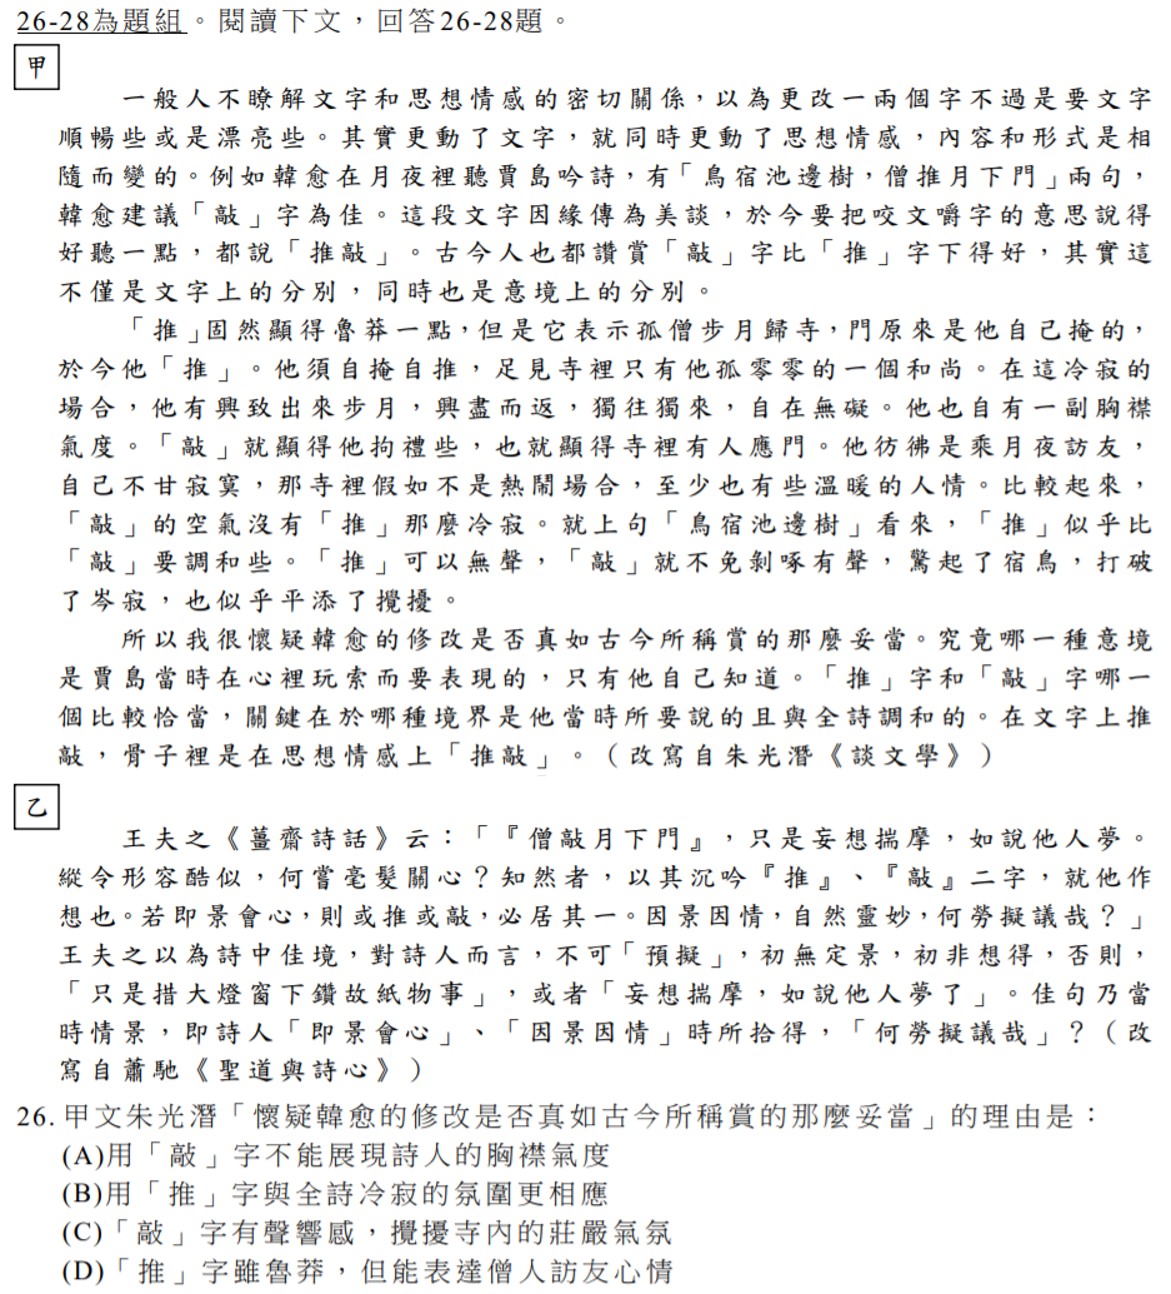 26-28為題組。閱讀下文，回答26-28題。
甲
一般人不瞭解文字和思想情感的密切關係，以為更改一兩個字不過是要文字
順暢些或是漂亮些。其實更動了文字，就同時更動了思想情感，內容和形式是相
隨而變的。例如韓愈在月夜裡聽賈島吟詩，有「鳥宿池邊樹，僧推月下門」兩句，
韓愈建議「敲」字為佳。這段文字因緣傳為美談，於今要把咬文嚼字的意思說得
好聽一點，都說「推敲」。古今人也都讚賞「敲」字比「推」字下得好，其實這
不僅是文字上的分別，同時也是意境上的分別。
「推」固然顯得魯莽一點，但是它表示孤僧步月歸寺，門原來是他自己掩的，
於今他「推」。他須自掩自推，足見寺裡只有他孤零零的一個和尚。在這冷寂的
場合，他有興致出來步月，興盡而返，獨往獨來，自在無礙。他也自有一副胸襟
氣度。「敲」就顯得他拘禮些，也就顯得寺裡有人應門。他彷彿是乘月夜訪友，
自己不甘寂寞，那寺裡假如不是熱鬧場合，至少也有些溫暖的人情。比較起來，
「敲」的空氣沒有「推」那麼冷寂。就上句「鳥宿池邊樹」看來，「推」似乎比
「敲」要調和些。「推」可以無聲，「敲」就不免剝啄有聲，驚起了宿鳥，打破
了岑寂，也似乎平添了攪擾。
所以我很懷疑韓愈的修改是否真如古今所稱賞的那麼妥當。究竟哪一種意境
是賈島當時在心裡玩索而要表現的，只有他自己知道。「推」字和「敲」字哪一
個比較恰當，關鍵在於哪種境界是他當時所要說的且與全詩調和的。在文字上推
敲，骨子裡是在思想情感上「推敲」。（改寫自朱光潛《談文學》）
乙
王夫之《薑齋詩話》云：「『僧敲月下門』，只是妄想揣摩，如說他人夢。
縱令形容酷似，何嘗毫髮關心？知然者，以其沉吟『推』、『敲』二字，就他作
想也。若即景會心，則或推或敲，必居其一。因景因情，自然靈妙，何勞擬議哉？」
王夫之以為詩中佳境，對詩人而言，不可「預擬」，初無定景，初非想得，否則，
「只是措大燈窗下鑽故紙物事」，或者「妄想揣摩，如說他人夢了」。佳句乃當
時情景，即詩人「即景會心」、「因景因情」時所拾得，「何勞擬議哉」？（改
寫自蕭馳《聖道與詩心》）
26.甲文朱光潛「懷疑韓愈的修改是否真如古今所稱賞的那麼妥當」的理由是：
(A)用「敲」字不能展現詩人的胸襟氣度
(B)用「推」字與全詩冷寂的氛圍更相應
(C)「敲」字有聲響感，攪擾寺內的莊嚴氣氛
(D)「推」字雖魯莽，但能表達僧人訪友心情